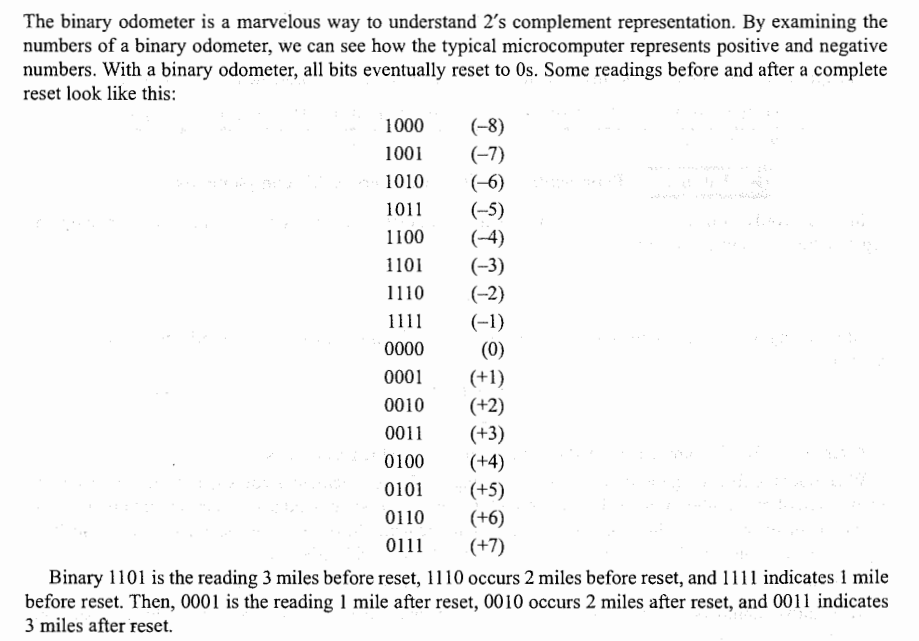 The binary odometer is a marvelous way to understand 2's complement representation. By examining the
numbers of a binary odometer, we can see how the typical microcomputer represents positive and negative
numbers. With a binary odometer, all bits eventually reset to 0s. Some readings before and after a complete
reset look like this:
1000 (–8)
1001 (–7)
1010 (–6)
1011 (–5)
1100 (–4)
1101 (–3)
1110 (–2)
1111 (–1)
0000 (0)
0001 (+1)
0010 (+2)
0011 (+3)
0100 (+4)
0101 (+5)
0110 (+6)
0111 (+7)
Binary 1101 is the reading 3 miles before reset, 1110 occurs 2 miles before reset, and 1111 indicates 1 mile
before reset. Then, 0001 is the reading 1 mile after reset, 0010 occurs 2 miles after reset, and 0011 indicates
3 miles after reset.